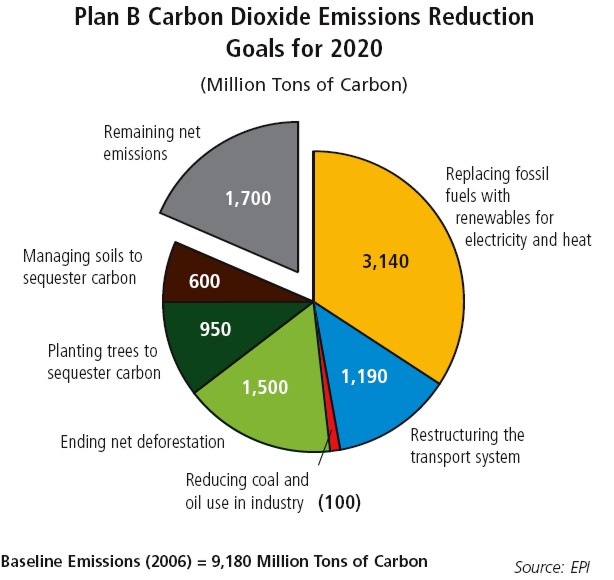 Plan B Carbon Dioxide Emissions Reduction
Goals for 2020
(Million Tons of Carbon)
Remaining net
emissions
1,700
Replacing fossil
fuels with
renewables for
electricity and heat
3,140
Managing soils to
sequester carbon
600
950
Planting trees to
sequester carbon
1,500
1,190
Ending net deforestation
Restructuring the
transport system
Reducing coal and
oil use in industry (100)
Baseline Emissions (2006) = 9,180 Million Tons of Carbon
Source: EPI